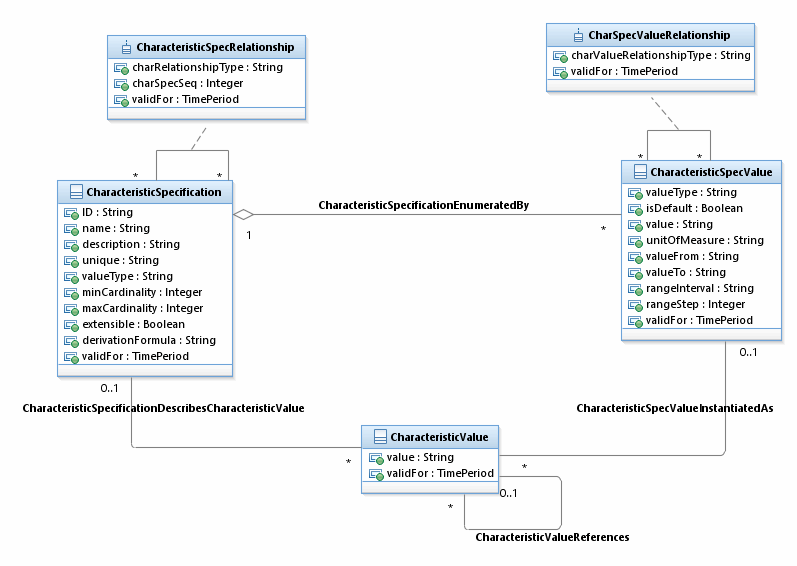 CharacteristicSpecRelationship
charRelationshipType : String
charSpecSeq : Integer
validFor : TimePeriod
CharSpecValueRelationship
charValueRelationshipType : String
validFor : TimePeriod
*
*
*
*
CharacteristicSpecification
ID : String
name : String
description : String
unique : String
valueType : String
minCardinality : Integer
maxCardinality : Integer
extensible : Boolean
derivationFormula : String
validFor : TimePeriod
CharacteristicSpecificationEnumeratedBy
1
*
CharacteristicSpecValue
valueType : String
isDefault : Boolean
value : String
unitOfMeasure : String
valueFrom : String
valueTo : String
rangeInterval : String
rangeStep : Integer
validFor : TimePeriod
0..1
CharacteristicSpecificationDescribesCharacteristicValue
*
0..1
CharacteristicSpecValueInstantiatedAs
*
CharacteristicValue
value : String
validFor : TimePeriod
0..1
*
CharacteristicValueReferences